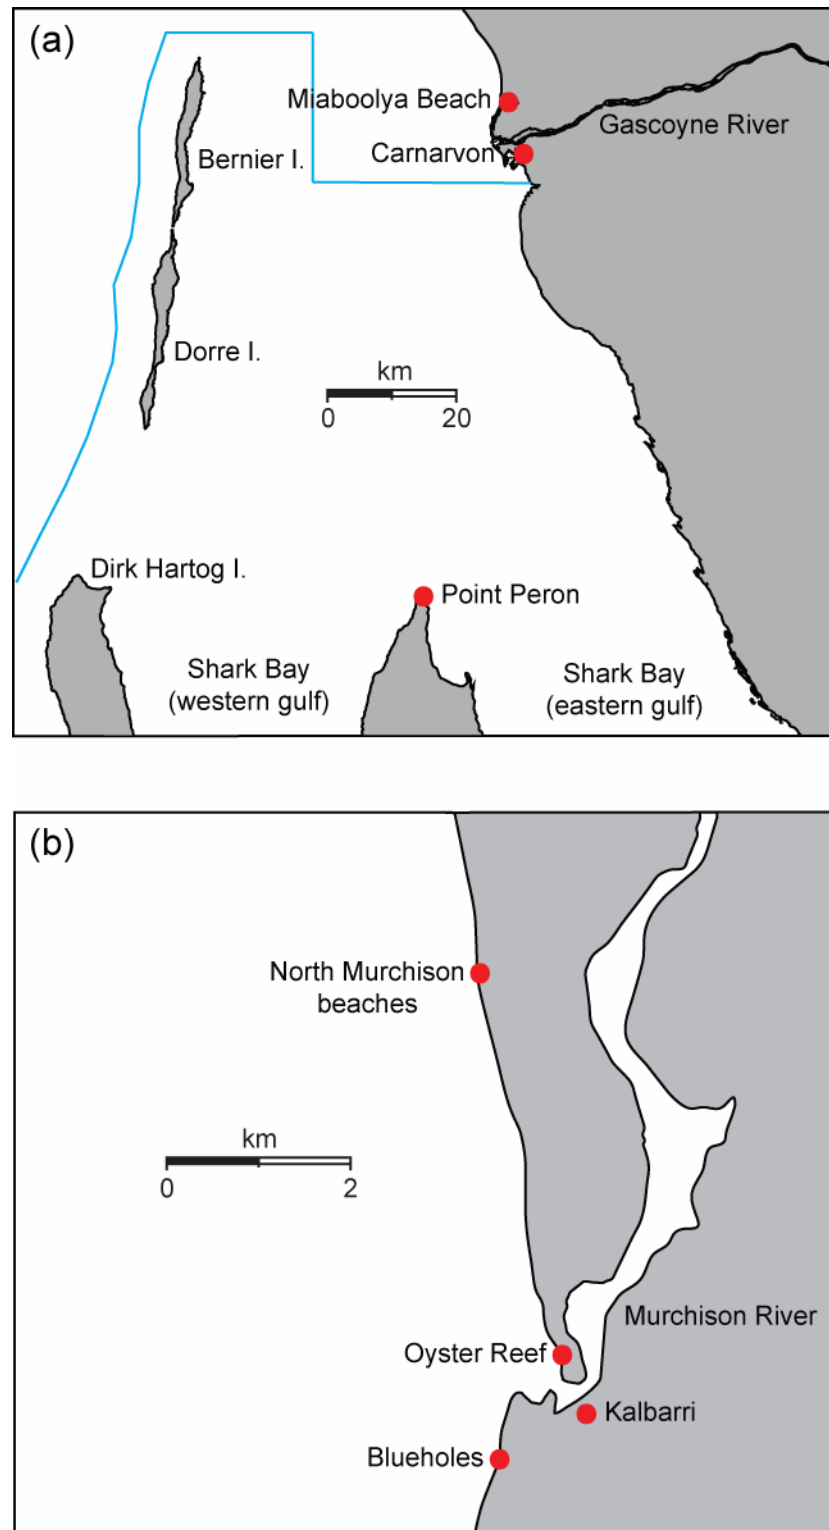 (a)
Miaboolya Beach
Gascoyne River
Carnarvon
Bernier I.
Dorre I.
km
0 20
Dirk Hartog I.
Point Peron
Shark Bay
(western gulf)
Shark Bay
(eastern gulf)
(b)
North Murchison
beaches
km
0 2
Murchison River
Oyster Reef
Kalbarri
Blueholes